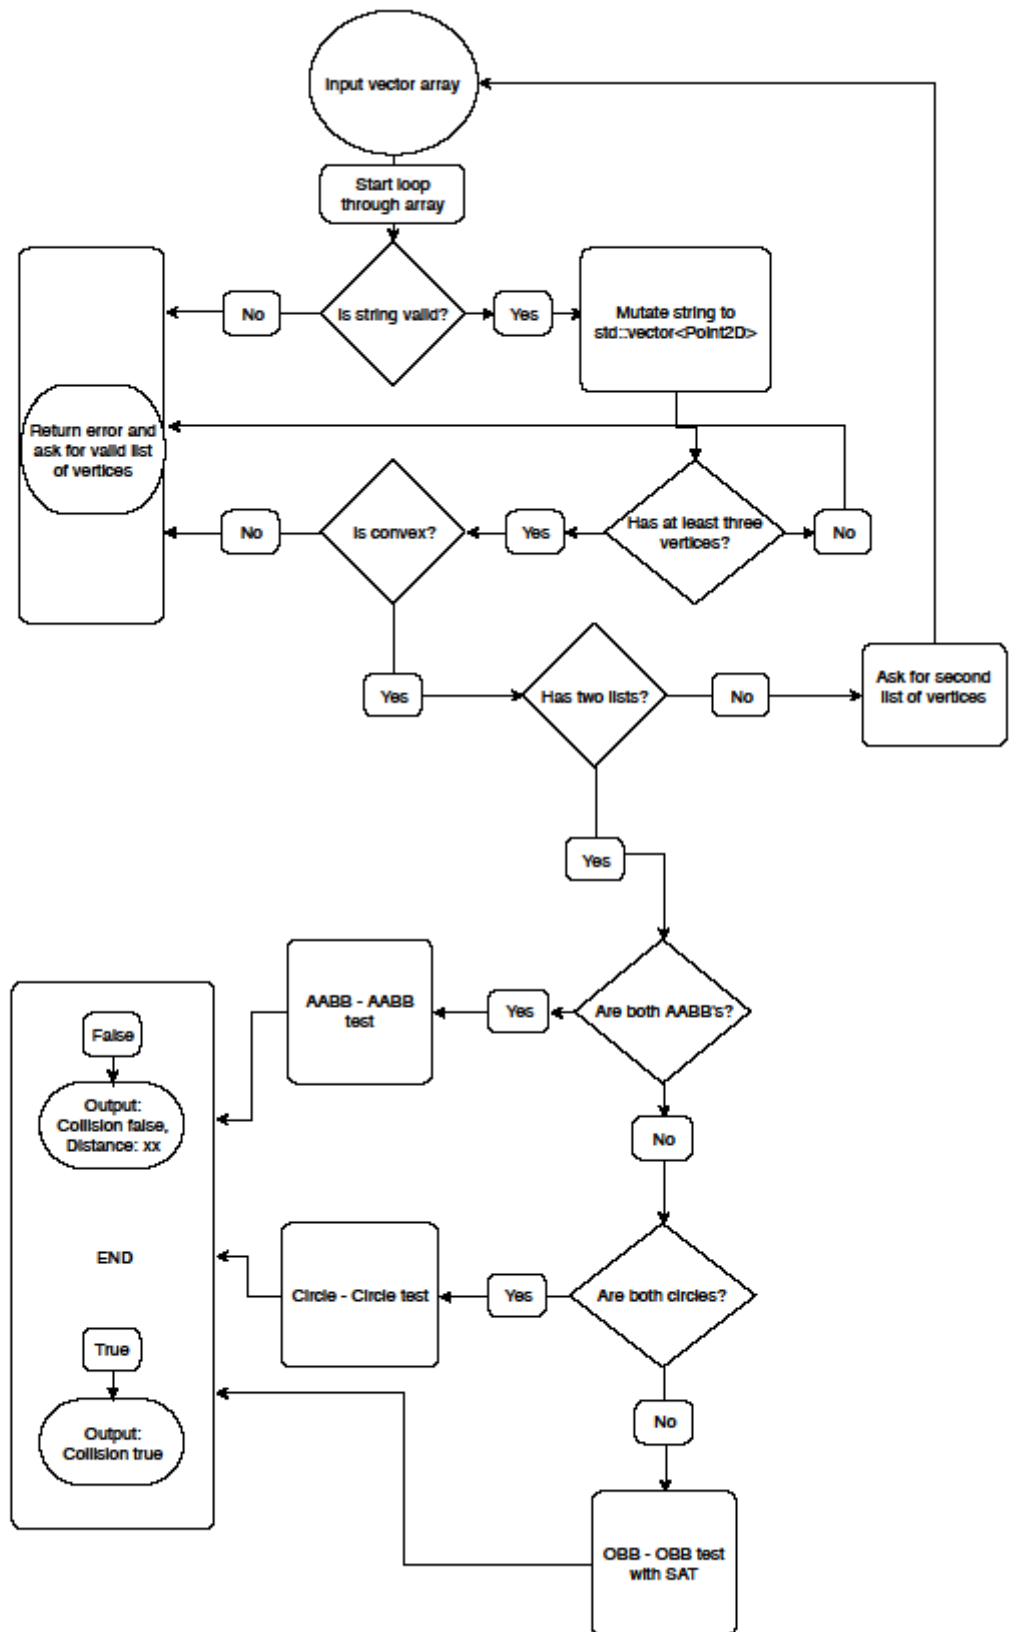 Input vector array
Start loop
through array
No
Is string valid?
Yes
Mutate string to
std::vector<Point2D>
Return error and
ask for valid list
of vertices
No
Is convex?
Yes
Has at least three
vertices?
No
Yes
Has two lists?
No
Ask for second
list of vertices
Yes
AABB - AABB
test
Yes
Are both AABB's?
False
Output:
Collision false,
Distance: xx
No
END
Circle - Circle test
Yes
Are both circles?
True
Output:
Collision true
No
OBB - OBB test
with SAT